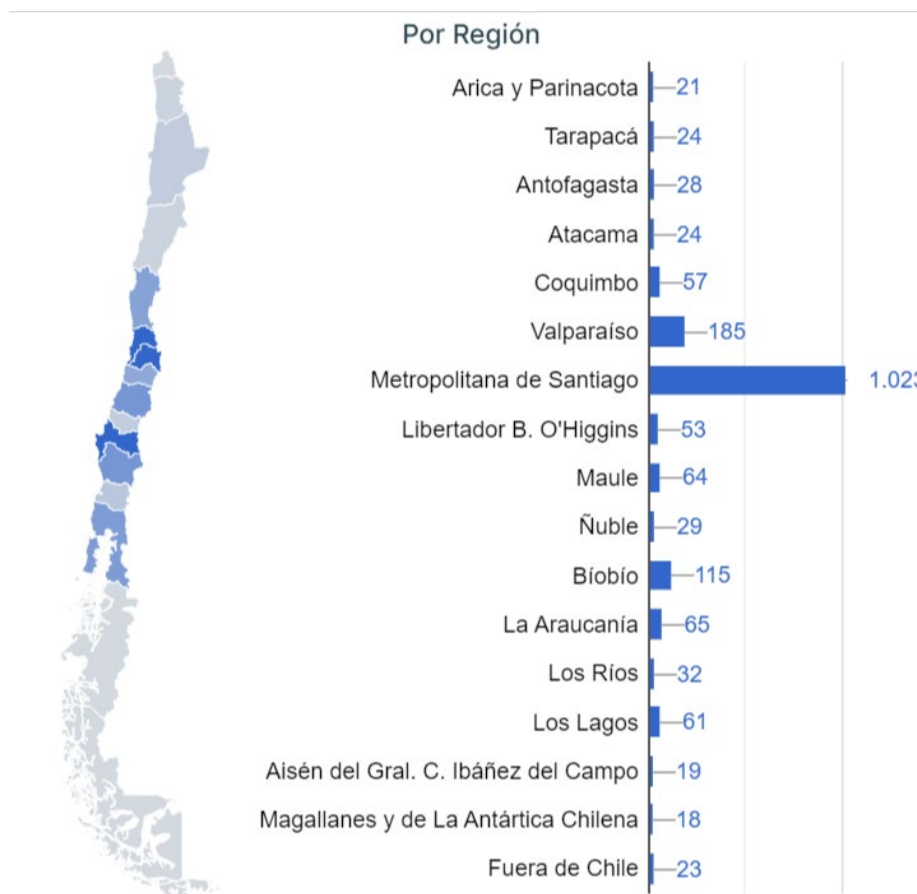 Por Región
Arica y Parinacota 21
Tarapacá 24
Antofagasta 28
Atacama 24
Coquimbo 57
Valparaíso 185
Metropolitana de Santiago 1.023
Libertador B. O'Higgins 53
Maule 64
Ñuble 29
Bíobío 115
La Araucanía 65
Los Ríos 32
Los Lagos 61
Aisén del Gral. C. Ibáñez del Campo 19
Magallanes y de La Antártica Chilena 18
Fuera de Chile 23